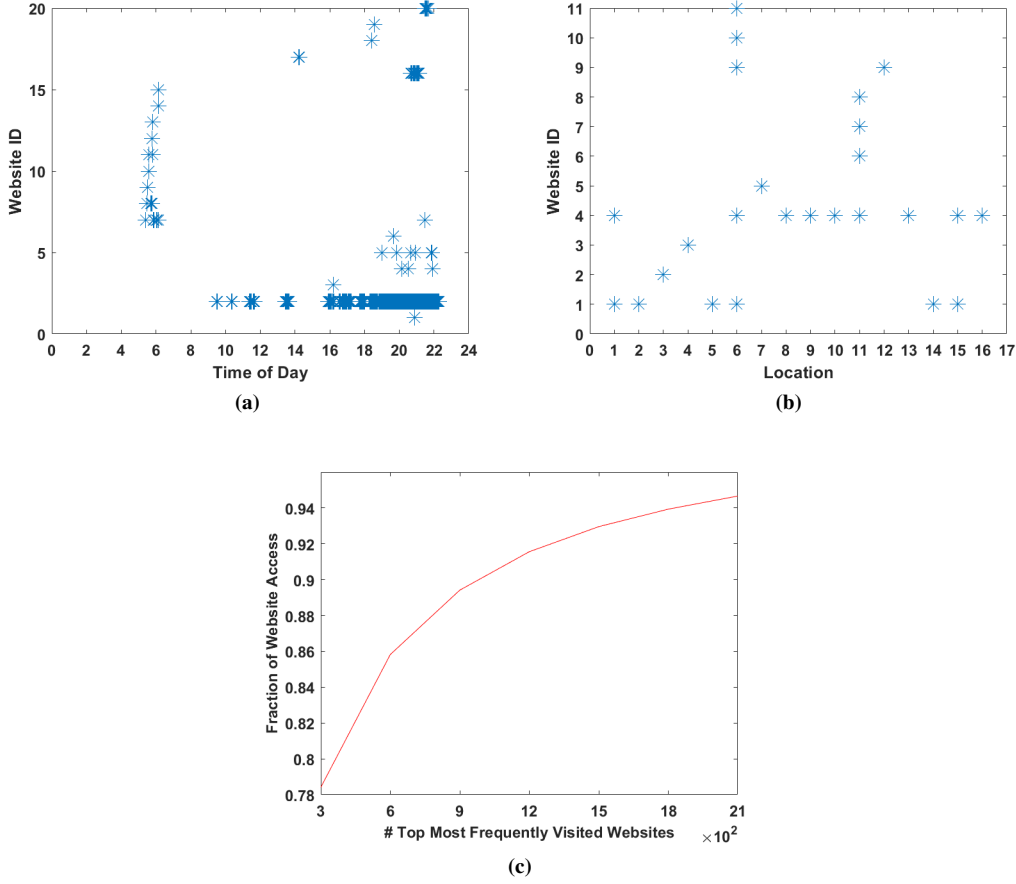 20
15
10
5
0
Website ID
0 2 4 6 8 10 12 14 16 18 20 22 24
Time of Day
(a)
11
10
9
8
7
6
5
4
3
2
1
0
Website ID
0 1 2 3 4 5 6 7 8 9 10 11 12 13 14 15 16 17
Location
(b)
0.94
0.92
0.9
0.88
0.86
0.84
0.82
0.8
0.78
Fraction of Website Access
3 6 9 12 15 18 21
# Top Most Frequently Visited Websites
×10²
(c)